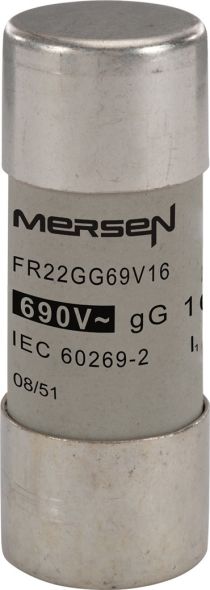 MERSEN
FR22GG69V16
690V~ gG
IEC 60269-2
08/51